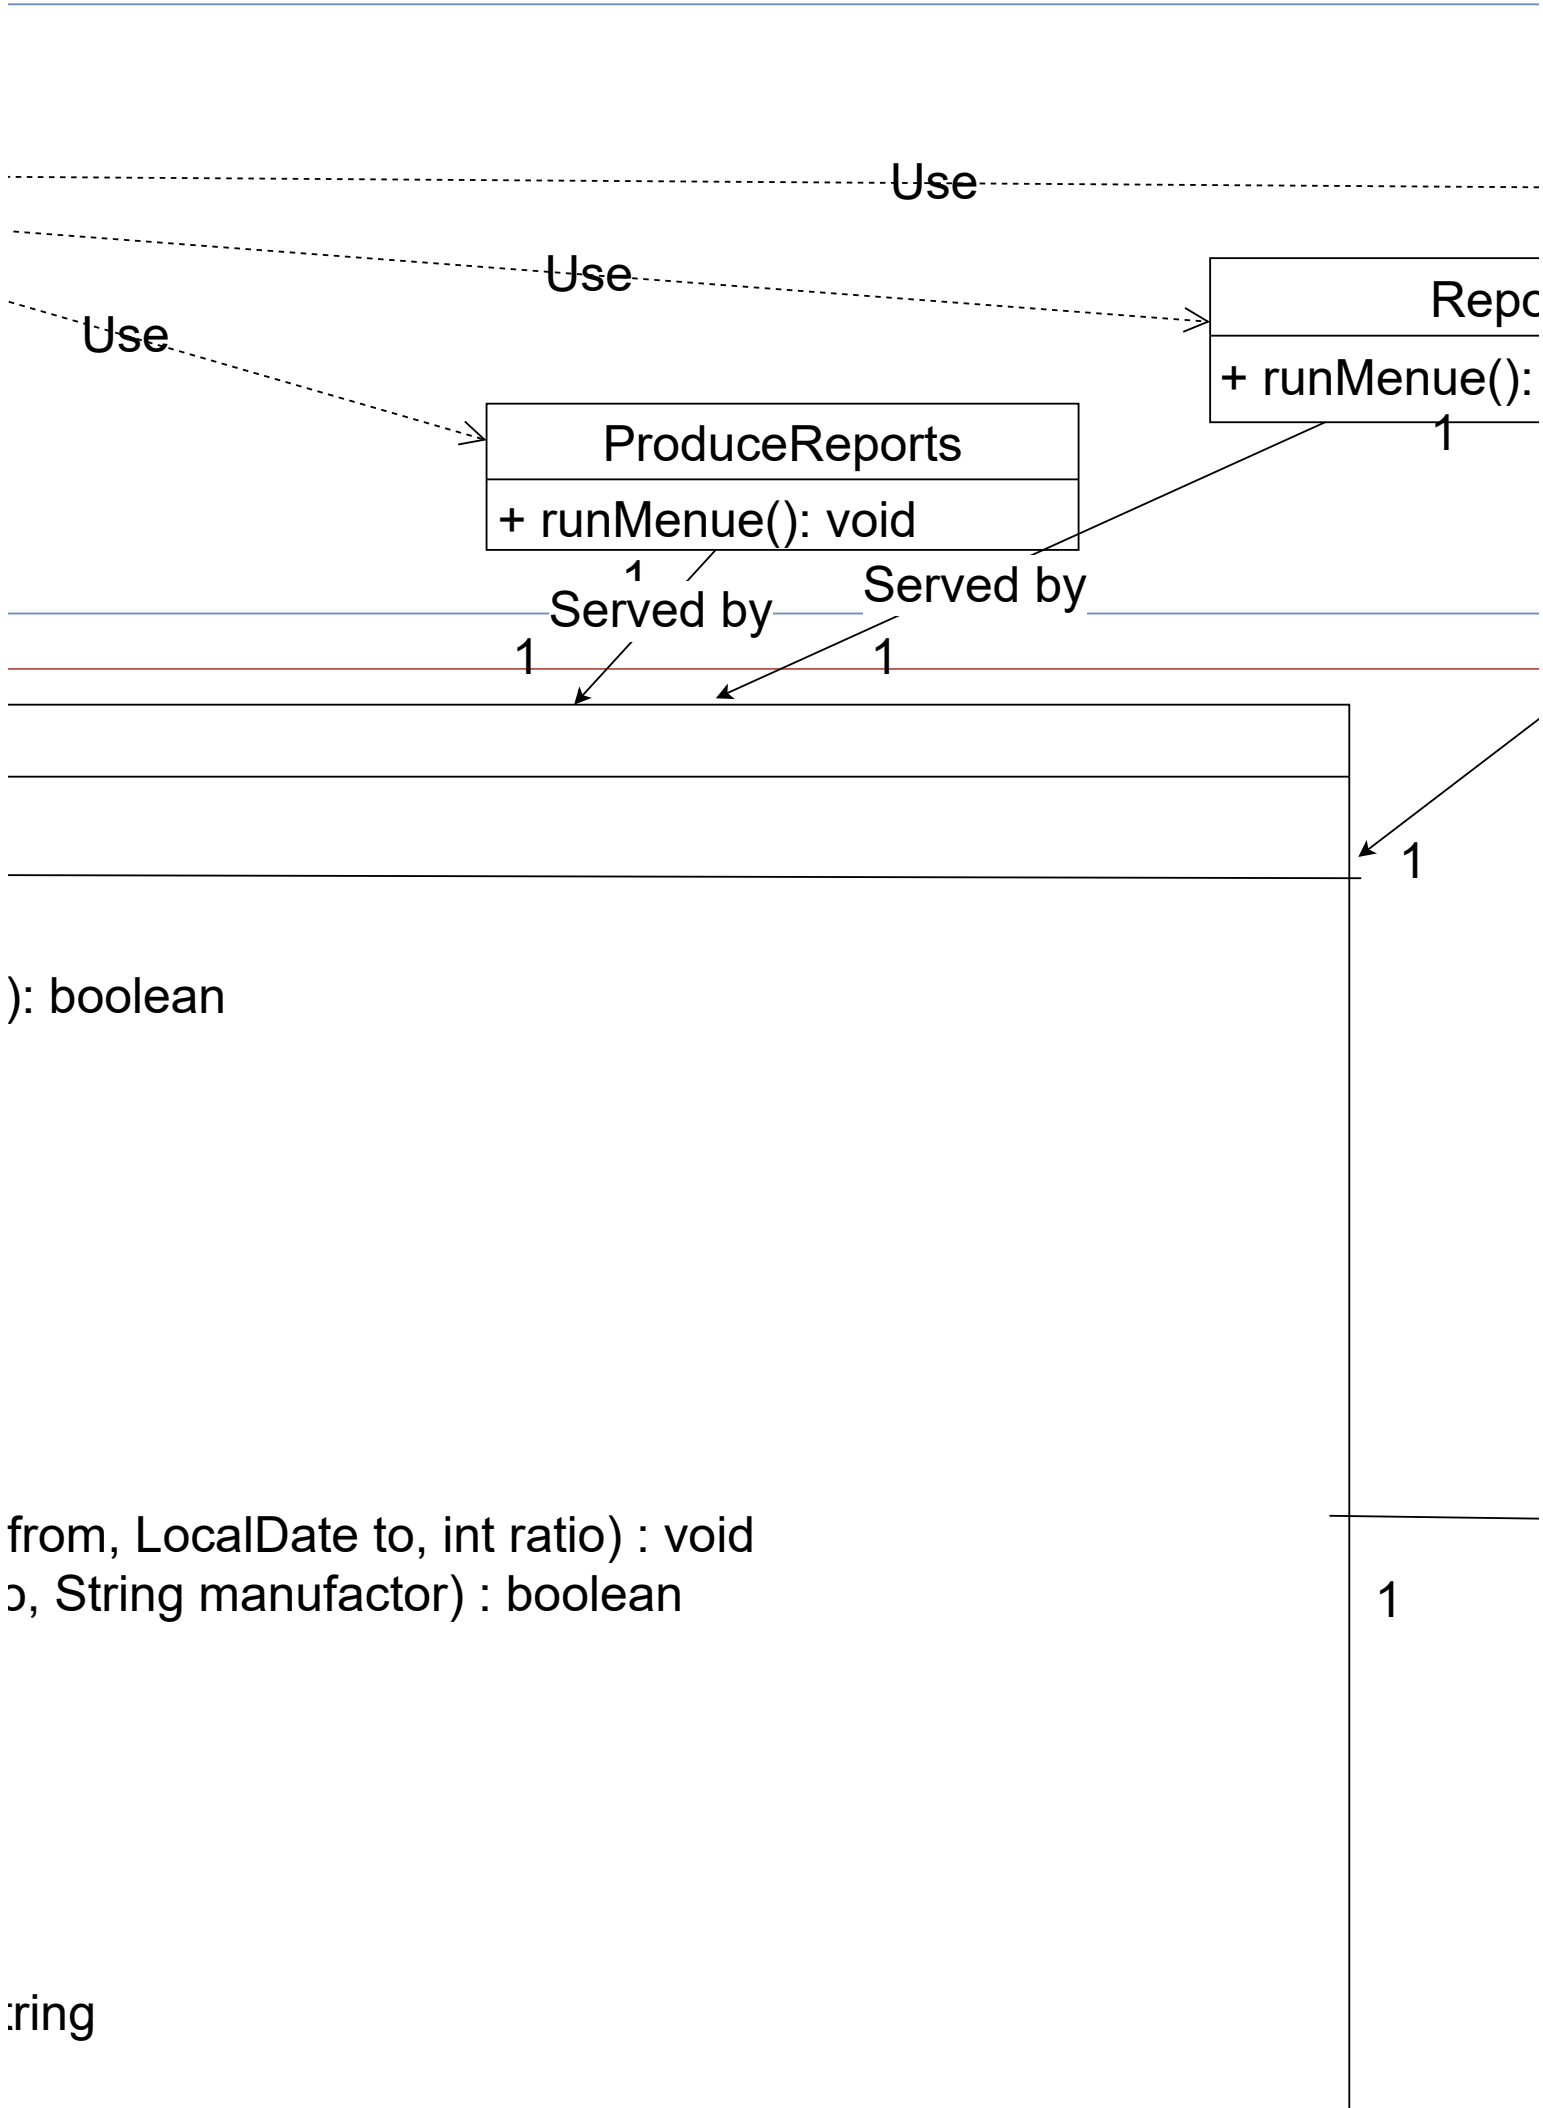 Use
Use
Use
+ runMenue():
1
ProduceReports
+ runMenue(): void
1
Served by
Served by
1
1
1
): boolean
from, LocalDate to, int ratio) : void
, String manufactor) : boolean
1